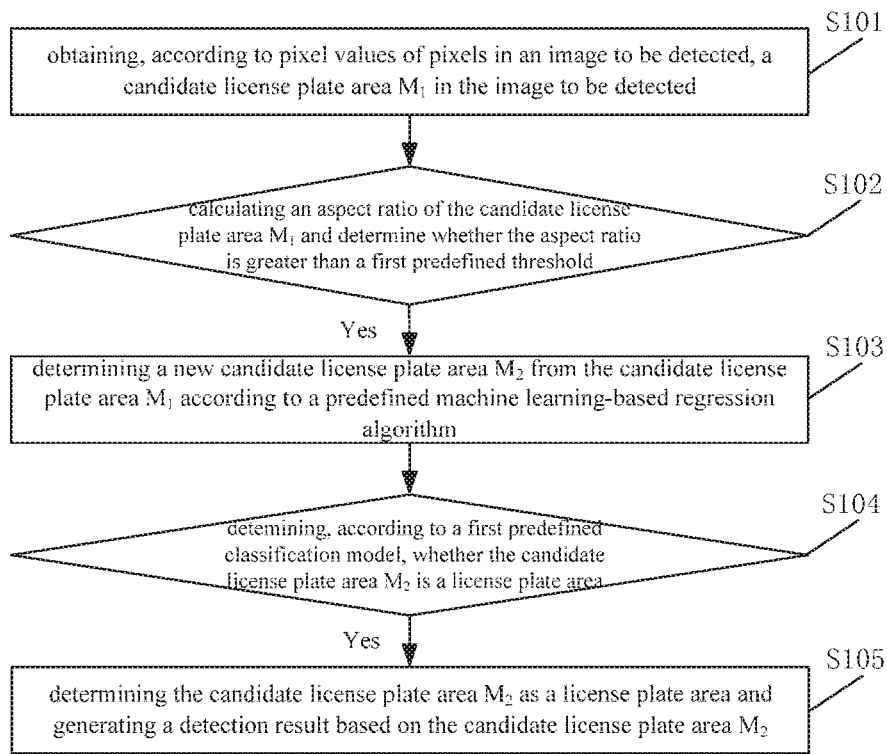 S101
obtaining, according to pixel values of pixels in an image to be detected, a
candidate license plate area M₁ in the image to be detected
S102
calculating an aspect ratio of the candidate license
plate area M₁ and determine whether the aspect ratio
is greater than a first predefined threshold
Yes
S103
determining a new candidate license plate area M₂ from the candidate license
plate area M₁ according to a predefined machine learning-based regression
algorithm
S104
detemining, according to a first predefined
classification model, whether the candidate
license plate area M₂ is a license plate area
Yes
S105
determining the candidate license plate area M₂ as a license plate area and
generating a detection result based on the candidate license plate area M₂